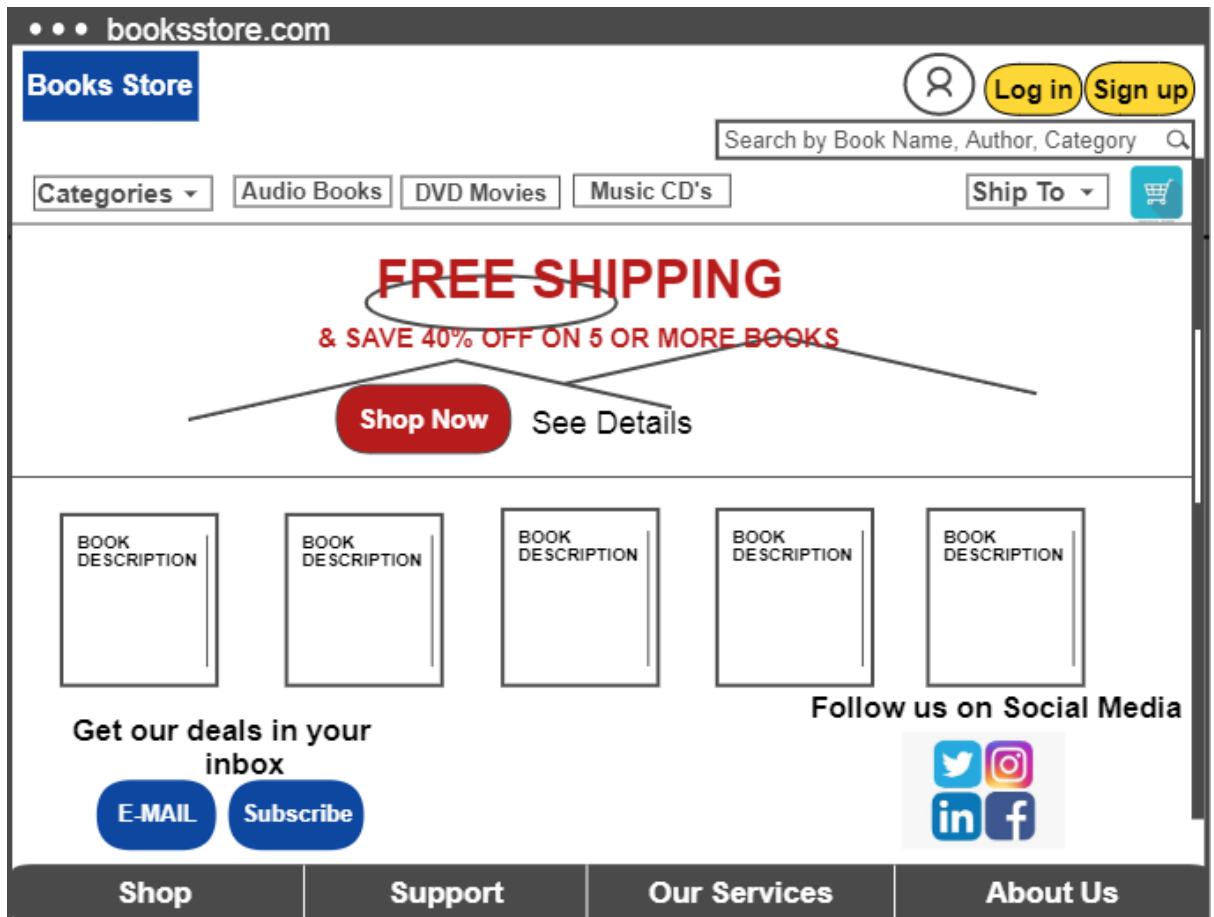 booksstore.com
Books Store
Log in
Sign up
Search by Book Name, Author, Category
Categories
Audio Books
DVD Movies
Music CD's
Ship To
FREE SHIPPING
& SAVE 40% OFF ON 5 OR MORE BOOKS
Shop Now
See Details
BOOK
DESCRIPTION
BOOK
DESCRIPTION
BOOK
DESCRIPTION
BOOK
DESCRIPTION
BOOK
DESCRIPTION
Get our deals in your
inbox
E-MAIL
Subscribe
Follow us on Social Media
in
f
Shop
Support
Our Services
About Us